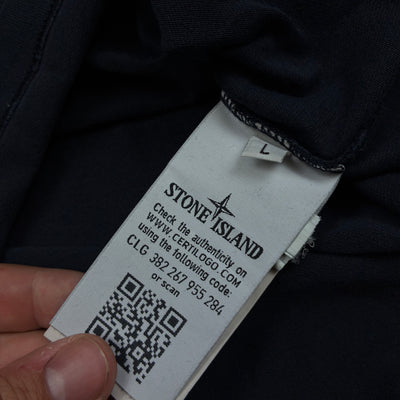 L
STONE ISLAND
Check the authenticity on
WWW.CERTILOGO.COM
using the following code:
CLG 382 267 955 284
or scan